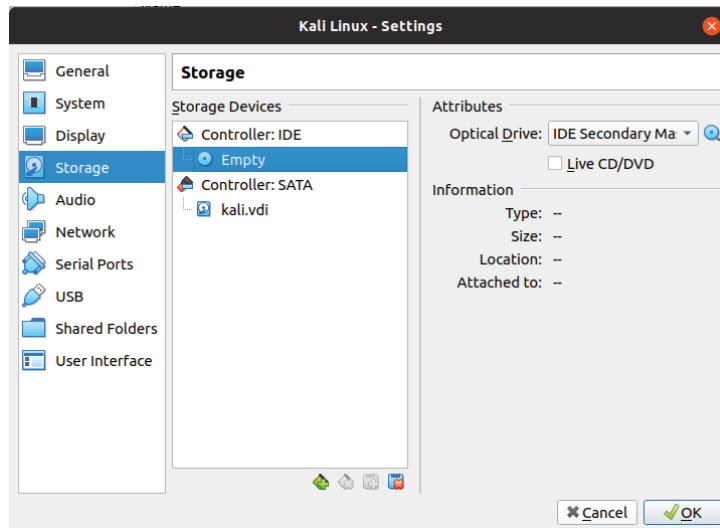 Kali Linux - Settings
General
System
Display
Storage
Audio
Network
Serial Ports
USB
Shared Folders
User Interface
Storage
Storage Devices
Controller: IDE
Empty
Controller: SATA
kali.vdi
Attributes
Optical Drive: IDE Secondary Ma
Live CD/DVD
Information
Type: --
Size: --
Location: --
Attached to: --
Cancel
OK